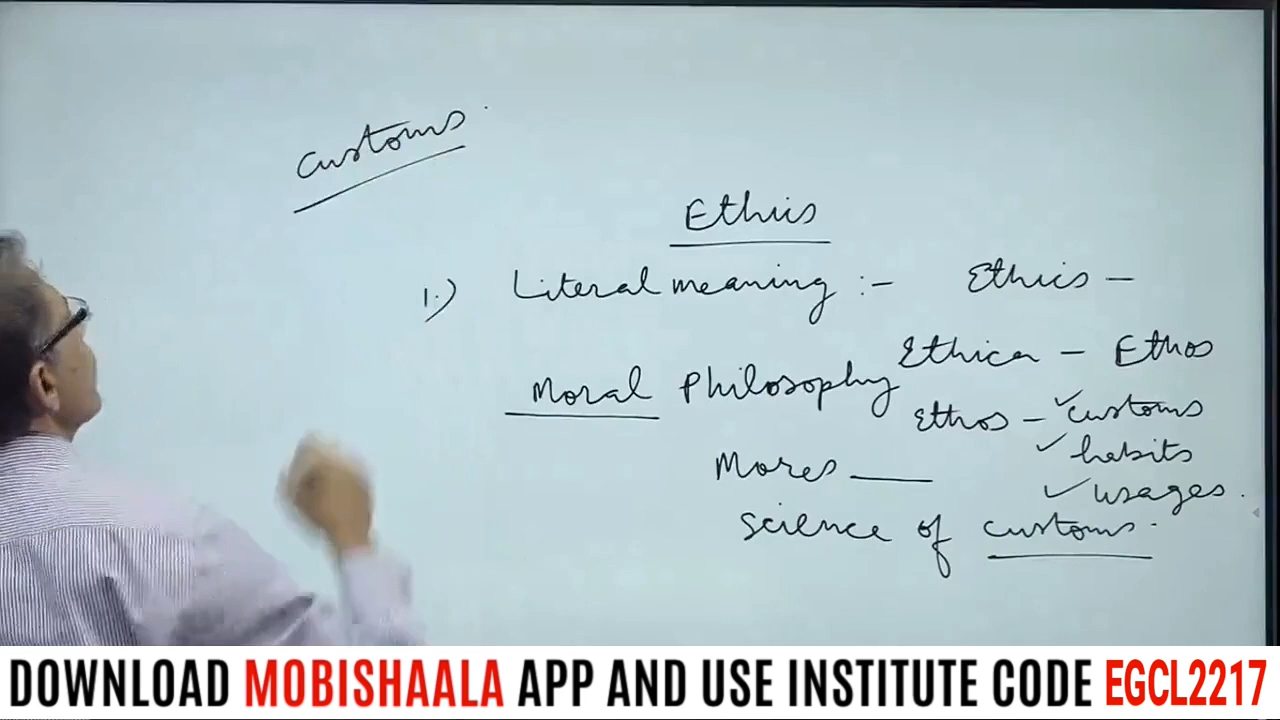 customs
Ethics
1.) Literal meaning :- Ethics -
Ethica - Ethos
Moral Philosophy
Ethos - ✓customs
✓habits
Mores ___
✓usages.
Science of customs.
DOWNLOAD MOBISHAALA APP AND USE INSTITUTE CODE EGCL2217